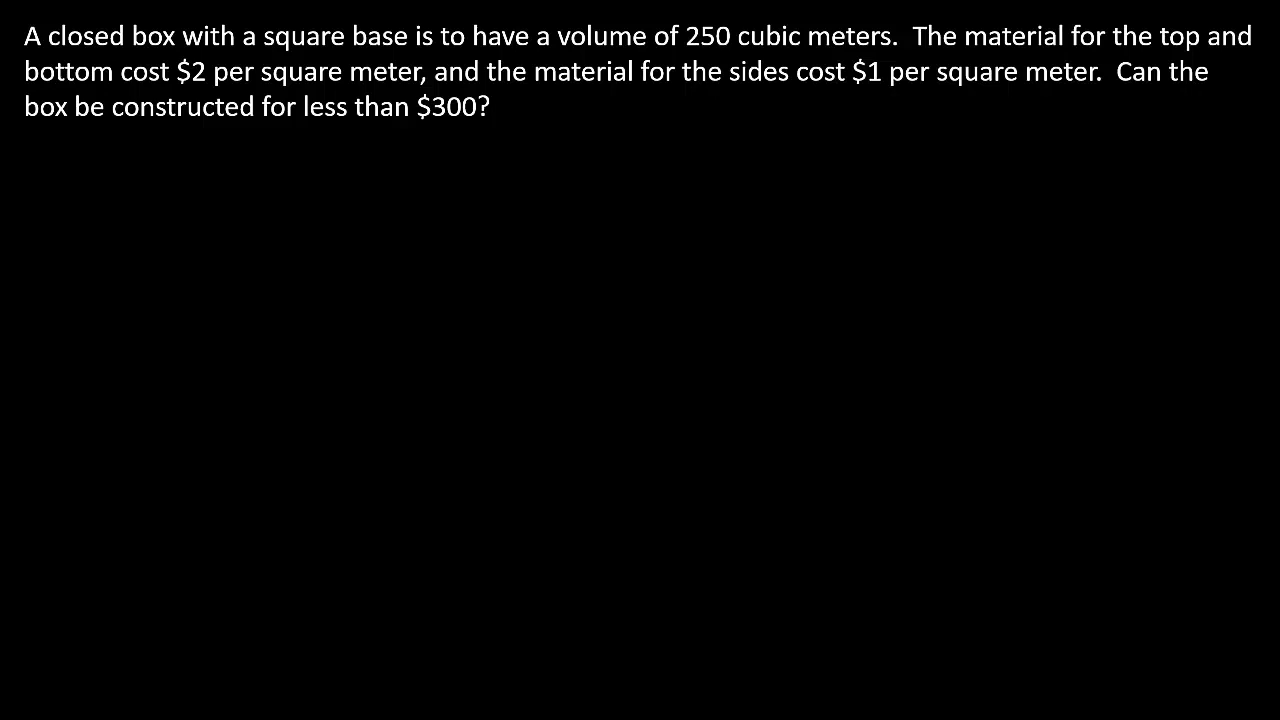 A closed box with a square base is to have a volume of 250 cubic meters.  The material for the top and
bottom cost $2 per square meter, and the material for the sides cost $1 per square meter.  Can the
box be constructed for less than $300?